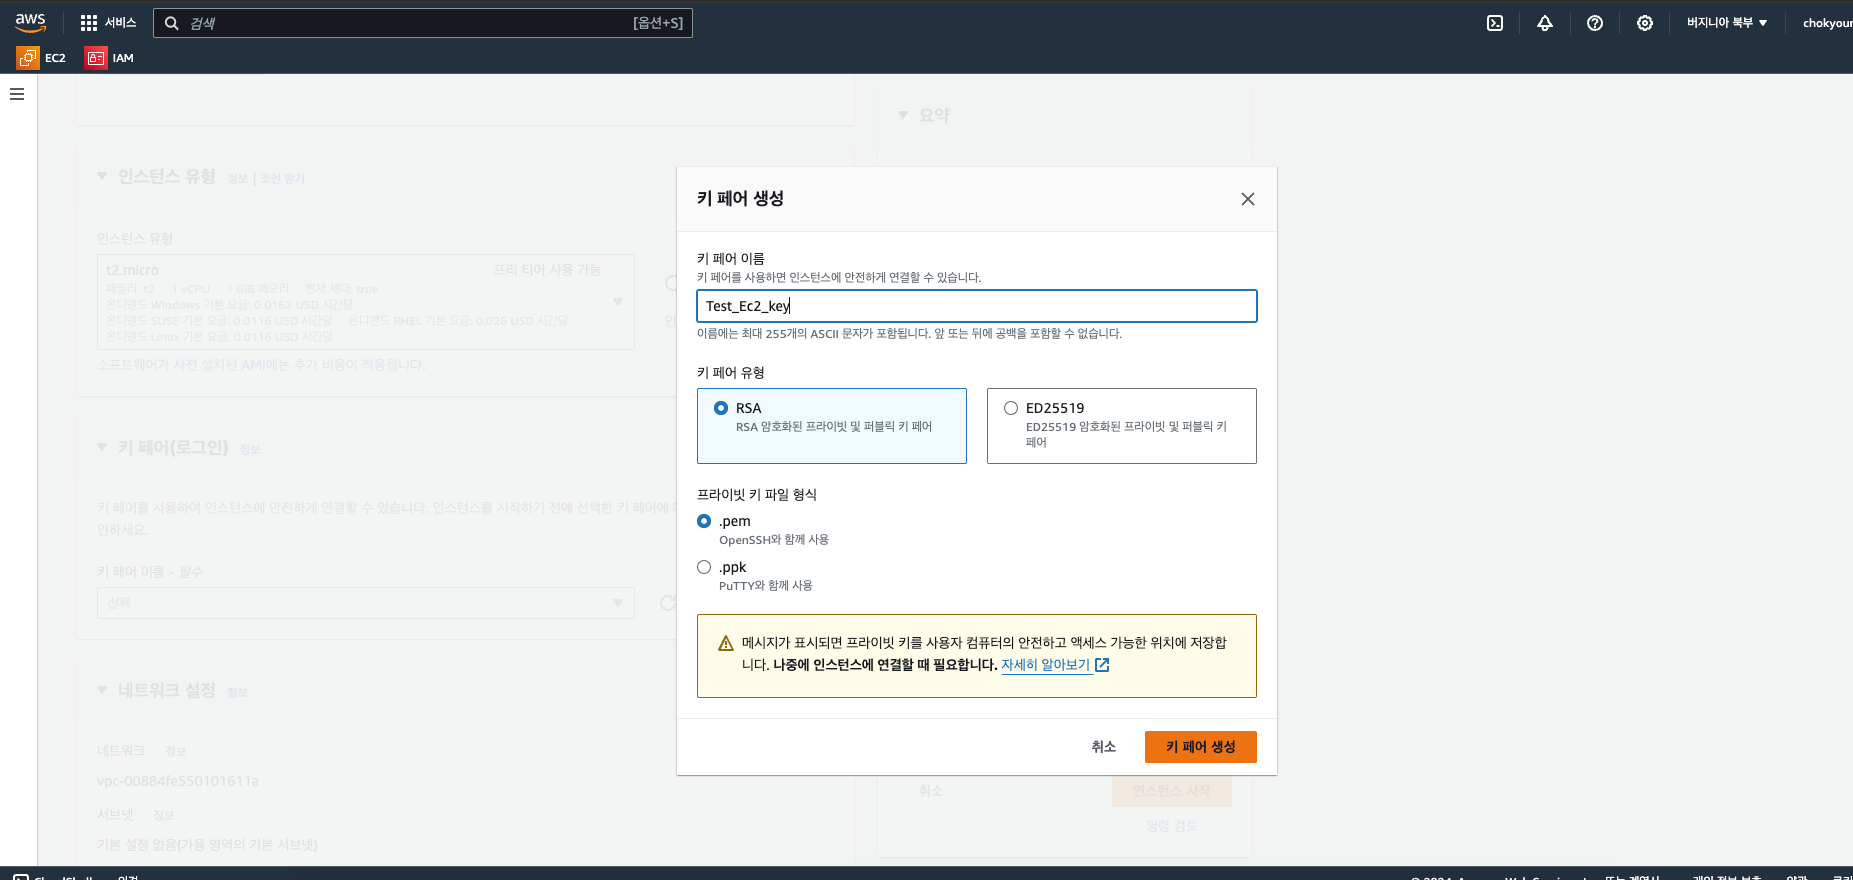 aws
서비스
검색
[옵션+S]
버지니아 북부
chokyour
EC2
IAM
요약
인스턴스 유형 정보 | 조언 받기
인스턴스 유형
t2.micro
프리 티어 사용 가능
패밀리: t2 1 vCPU 1 GiB 메모리 현재 세대: true
온디맨드 Windows 기본 요금: 0.0162 USD 시간당
온디맨드 SUSE 기본 요금: 0.0116 USD 시간당 온디맨드 RHEL 기본 요금: 0.026 USD 시간당
온디맨드 Linux 기본 요금: 0.0116 USD 시간당
소프트웨어가 사전 설치된 AMI에는 추가 비용이 적용됩니다.
키 페어(로그인) 정보
키 페어를 사용하여 인스턴스에 안전하게 연결할 수 있습니다. 인스턴스를 시작하기 전에 선택한 키 페어에
인하세요.
키 페어 이름 - 필수
선택
네트워크 설정 정보
네트워크 정보
vpc-00884fe550101611a
서브넷 정보
기본 설정 없음(가용 영역의 기본 서브넷)
키 페어 생성
키 페어 이름
키 페어를 사용하면 인스턴스에 안전하게 연결할 수 있습니다.
Test_Ec2_key
이름에는 최대 255개의 ASCII 문자가 포함됩니다. 앞 또는 뒤에 공백을 포함할 수 없습니다.
키 페어 유형
RSA
RSA 암호화된 프라이빗 및 퍼블릭 키 페어
ED25519
ED25519 암호화된 프라이빗 및 퍼블릭 키
페어
프라이빗 키 파일 형식
.pem
OpenSSH와 함께 사용
.ppk
PuTTY와 함께 사용
메시지가 표시되면 프라이빗 키를 사용자 컴퓨터의 안전하고 액세스 가능한 위치에 저장합
니다. 나중에 인스턴스에 연결할 때 필요합니다. 자세히 알아보기
취소
키 페어 생성
취소
인스턴스 시작
명령 검토